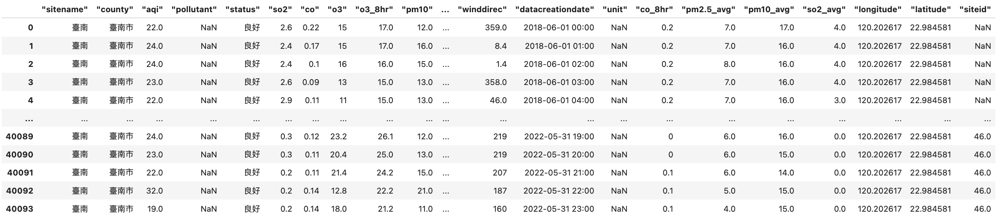 "sitename" "county" "aqi" "pollutant" "status" "so2" "co" "o3" "o3_8hr" "pm10" ... "winddirec" "datacreationdate" "unit" "co_8hr" "pm2.5_avg" "pm10_avg" "so2_avg" "longitude" "latitude" "siteid"
0 臺南 臺南市 22.0 NaN 良好 2.6 0.22 15 17.0 12.0 ... 359.0 2018-06-01 00:00 NaN 0.2 7.0 17.0 4.0 120.202617 22.984581 NaN
1 臺南 臺南市 24.0 NaN 良好 2.4 0.17 15 17.0 16.0 ... 8.4 2018-06-01 01:00 NaN 0.2 7.0 16.0 4.0 120.202617 22.984581 NaN
2 臺南 臺南市 24.0 NaN 良好 2.4 0.1 16 16.0 15.0 ... 1.4 2018-06-01 02:00 NaN 0.2 8.0 16.0 4.0 120.202617 22.984581 NaN
3 臺南 臺南市 23.0 NaN 良好 2.6 0.09 13 15.0 13.0 ... 358.0 2018-06-01 03:00 NaN 0.2 7.0 16.0 4.0 120.202617 22.984581 NaN
4 臺南 臺南市 22.0 NaN 良好 2.9 0.11 11 15.0 13.0 ... 46.0 2018-06-01 04:00 NaN 0.2 7.0 16.0 3.0 120.202617 22.984581 NaN
... ... ... ... ... ... ... ... ... ... ... ... ... ... ... ... ... ... ... ... ... ...
40089 臺南 臺南市 24.0 NaN 良好 0.3 0.12 23.2 26.1 12.0 ... 219 2022-05-31 19:00 NaN 0 6.0 16.0 0.0 120.202617 22.984581 46.0
40090 臺南 臺南市 23.0 NaN 良好 0.3 0.11 20.4 25.0 13.0 ... 219 2022-05-31 20:00 NaN 0 6.0 15.0 0.0 120.202617 22.984581 46.0
40091 臺南 臺南市 22.0 NaN 良好 0.2 0.11 21.4 24.2 15.0 ... 207 2022-05-31 21:00 NaN 0.1 6.0 14.0 0.0 120.202617 22.984581 46.0
40092 臺南 臺南市 32.0 NaN 良好 0.2 0.14 12.8 22.2 21.0 ... 187 2022-05-31 22:00 NaN 0.1 5.0 15.0 0.0 120.202617 22.984581 46.0
40093 臺南 臺南市 19.0 NaN 良好 0.2 0.14 18.0 21.2 11.0 ... 160 2022-05-31 23:00 NaN 0.1 4.0 15.0 0.0 120.202617 22.984581 46.0